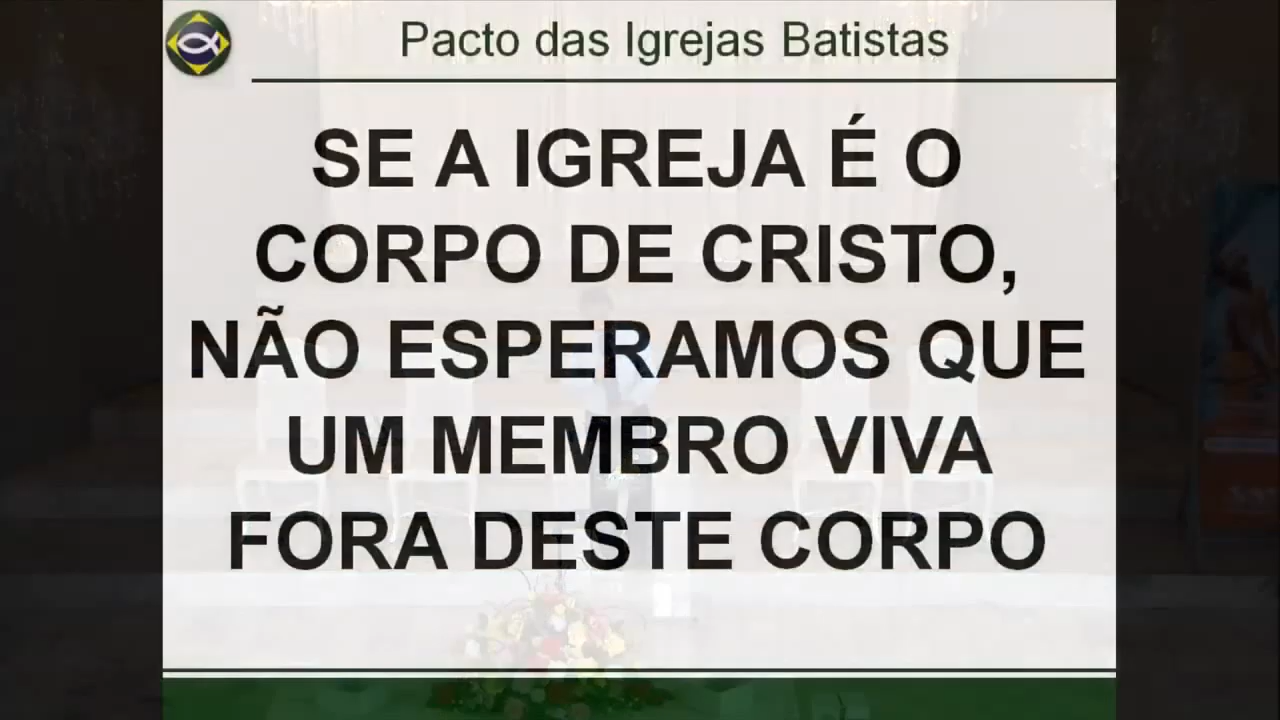 Pacto das Igrejas Batistas
SE A IGREJA É O
CORPO DE CRISTO,
NÃO ESPERAMOS QUE
UM MEMBRO VIVA
FORA DESTE CORPO